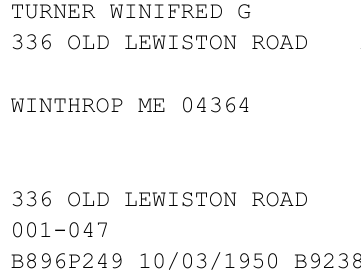 TURNER WINIFRED G
336 OLD LEWISTON ROAD
WINTHROP ME 04364
336 OLD LEWISTON ROAD
001-047
B896P249 10/03/1950 B9238